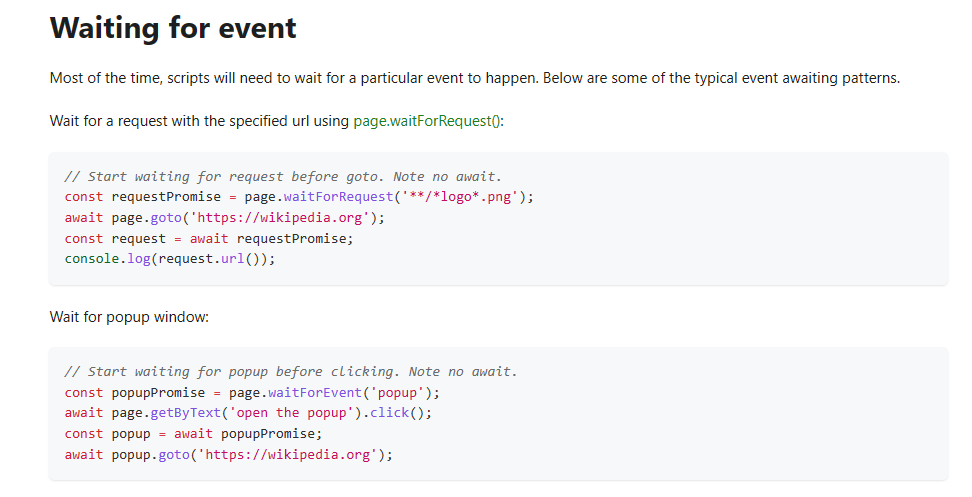 Waiting for event
Most of the time, scripts will need to wait for a particular event to happen. Below are some of the typical event awaiting patterns.
Wait for a request with the specified url using page.waitForRequest():
// Start waiting for request before goto. Note no await.
const requestPromise = page.waitForRequest('**/*logo*.png');
await page.goto('https://wikipedia.org');
const request = await requestPromise;
console.log(request.url());
Wait for popup window:
// Start waiting for popup before clicking. Note no await.
const popupPromise = page.waitForEvent('popup');
await page.getByText('open the popup').click();
const popup = await popupPromise;
await popup.goto('https://wikipedia.org');